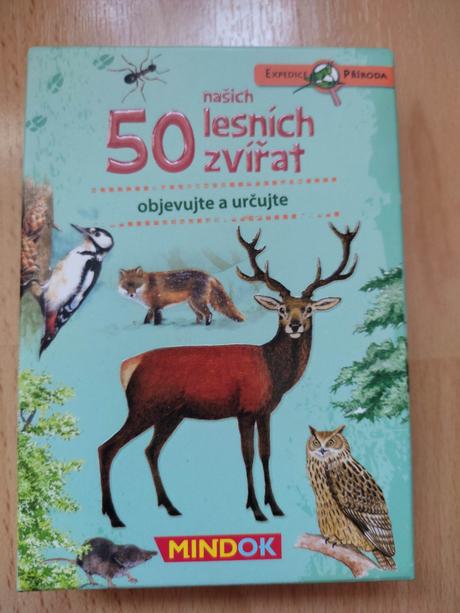 EXPEDICE PŘÍRODA
našich
50 lesních
zvířat
objevujte a určujte
MINDOK